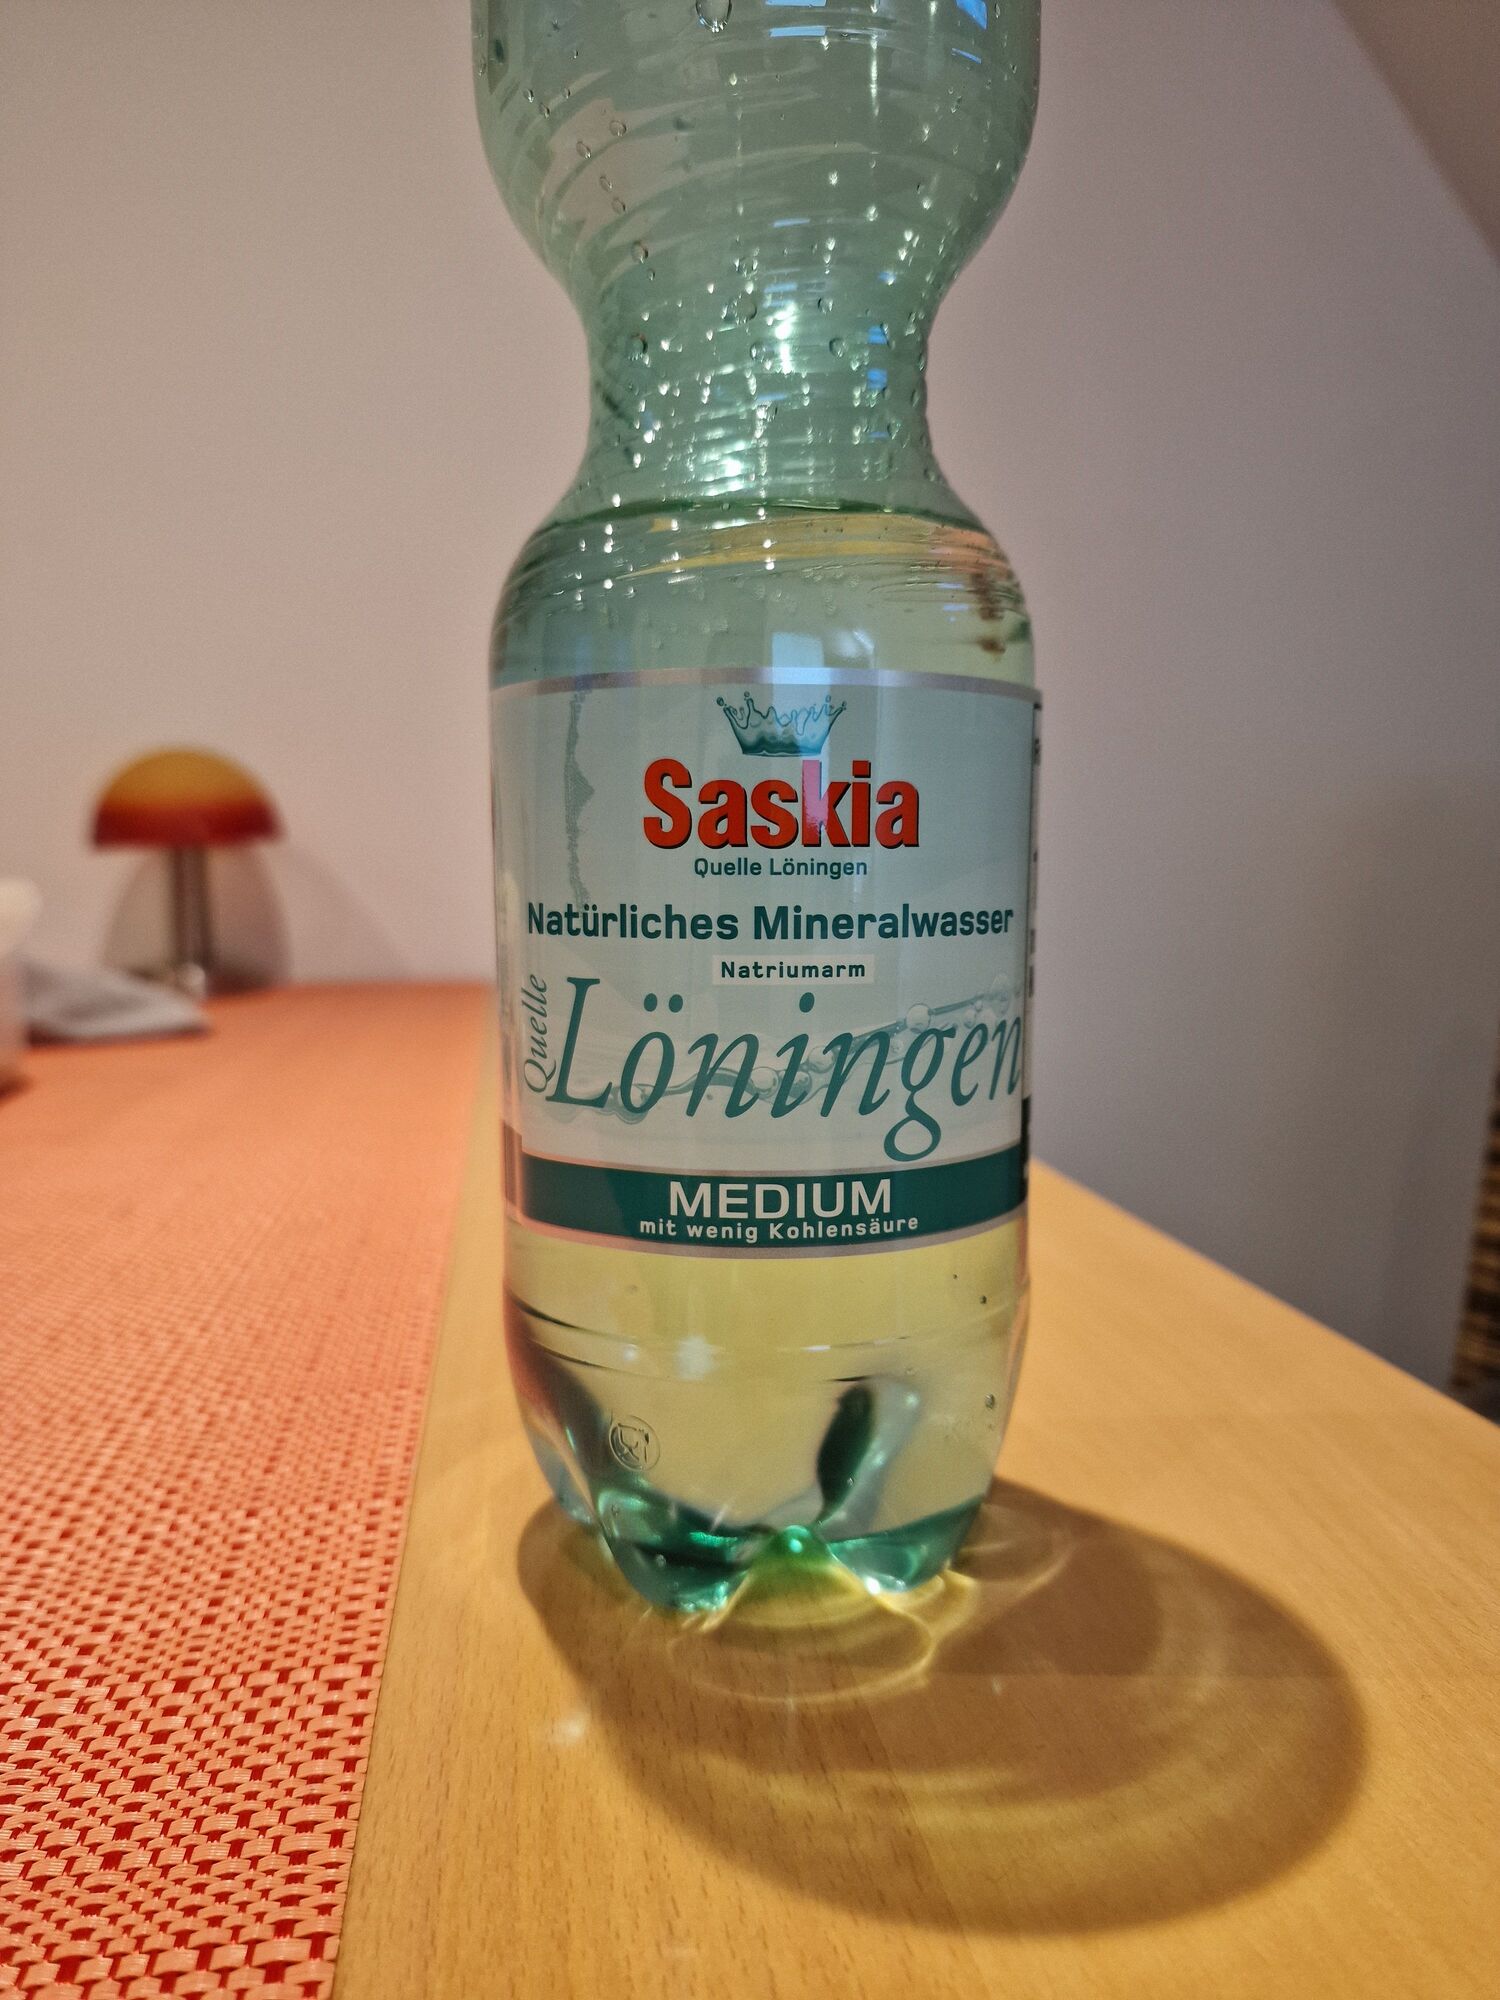 Saskia
Quelle Löningen
Natürliches Mineralwasser
Natriumarm
Quelle
Löningen
MEDIUM
mit wenig Kohlensäure